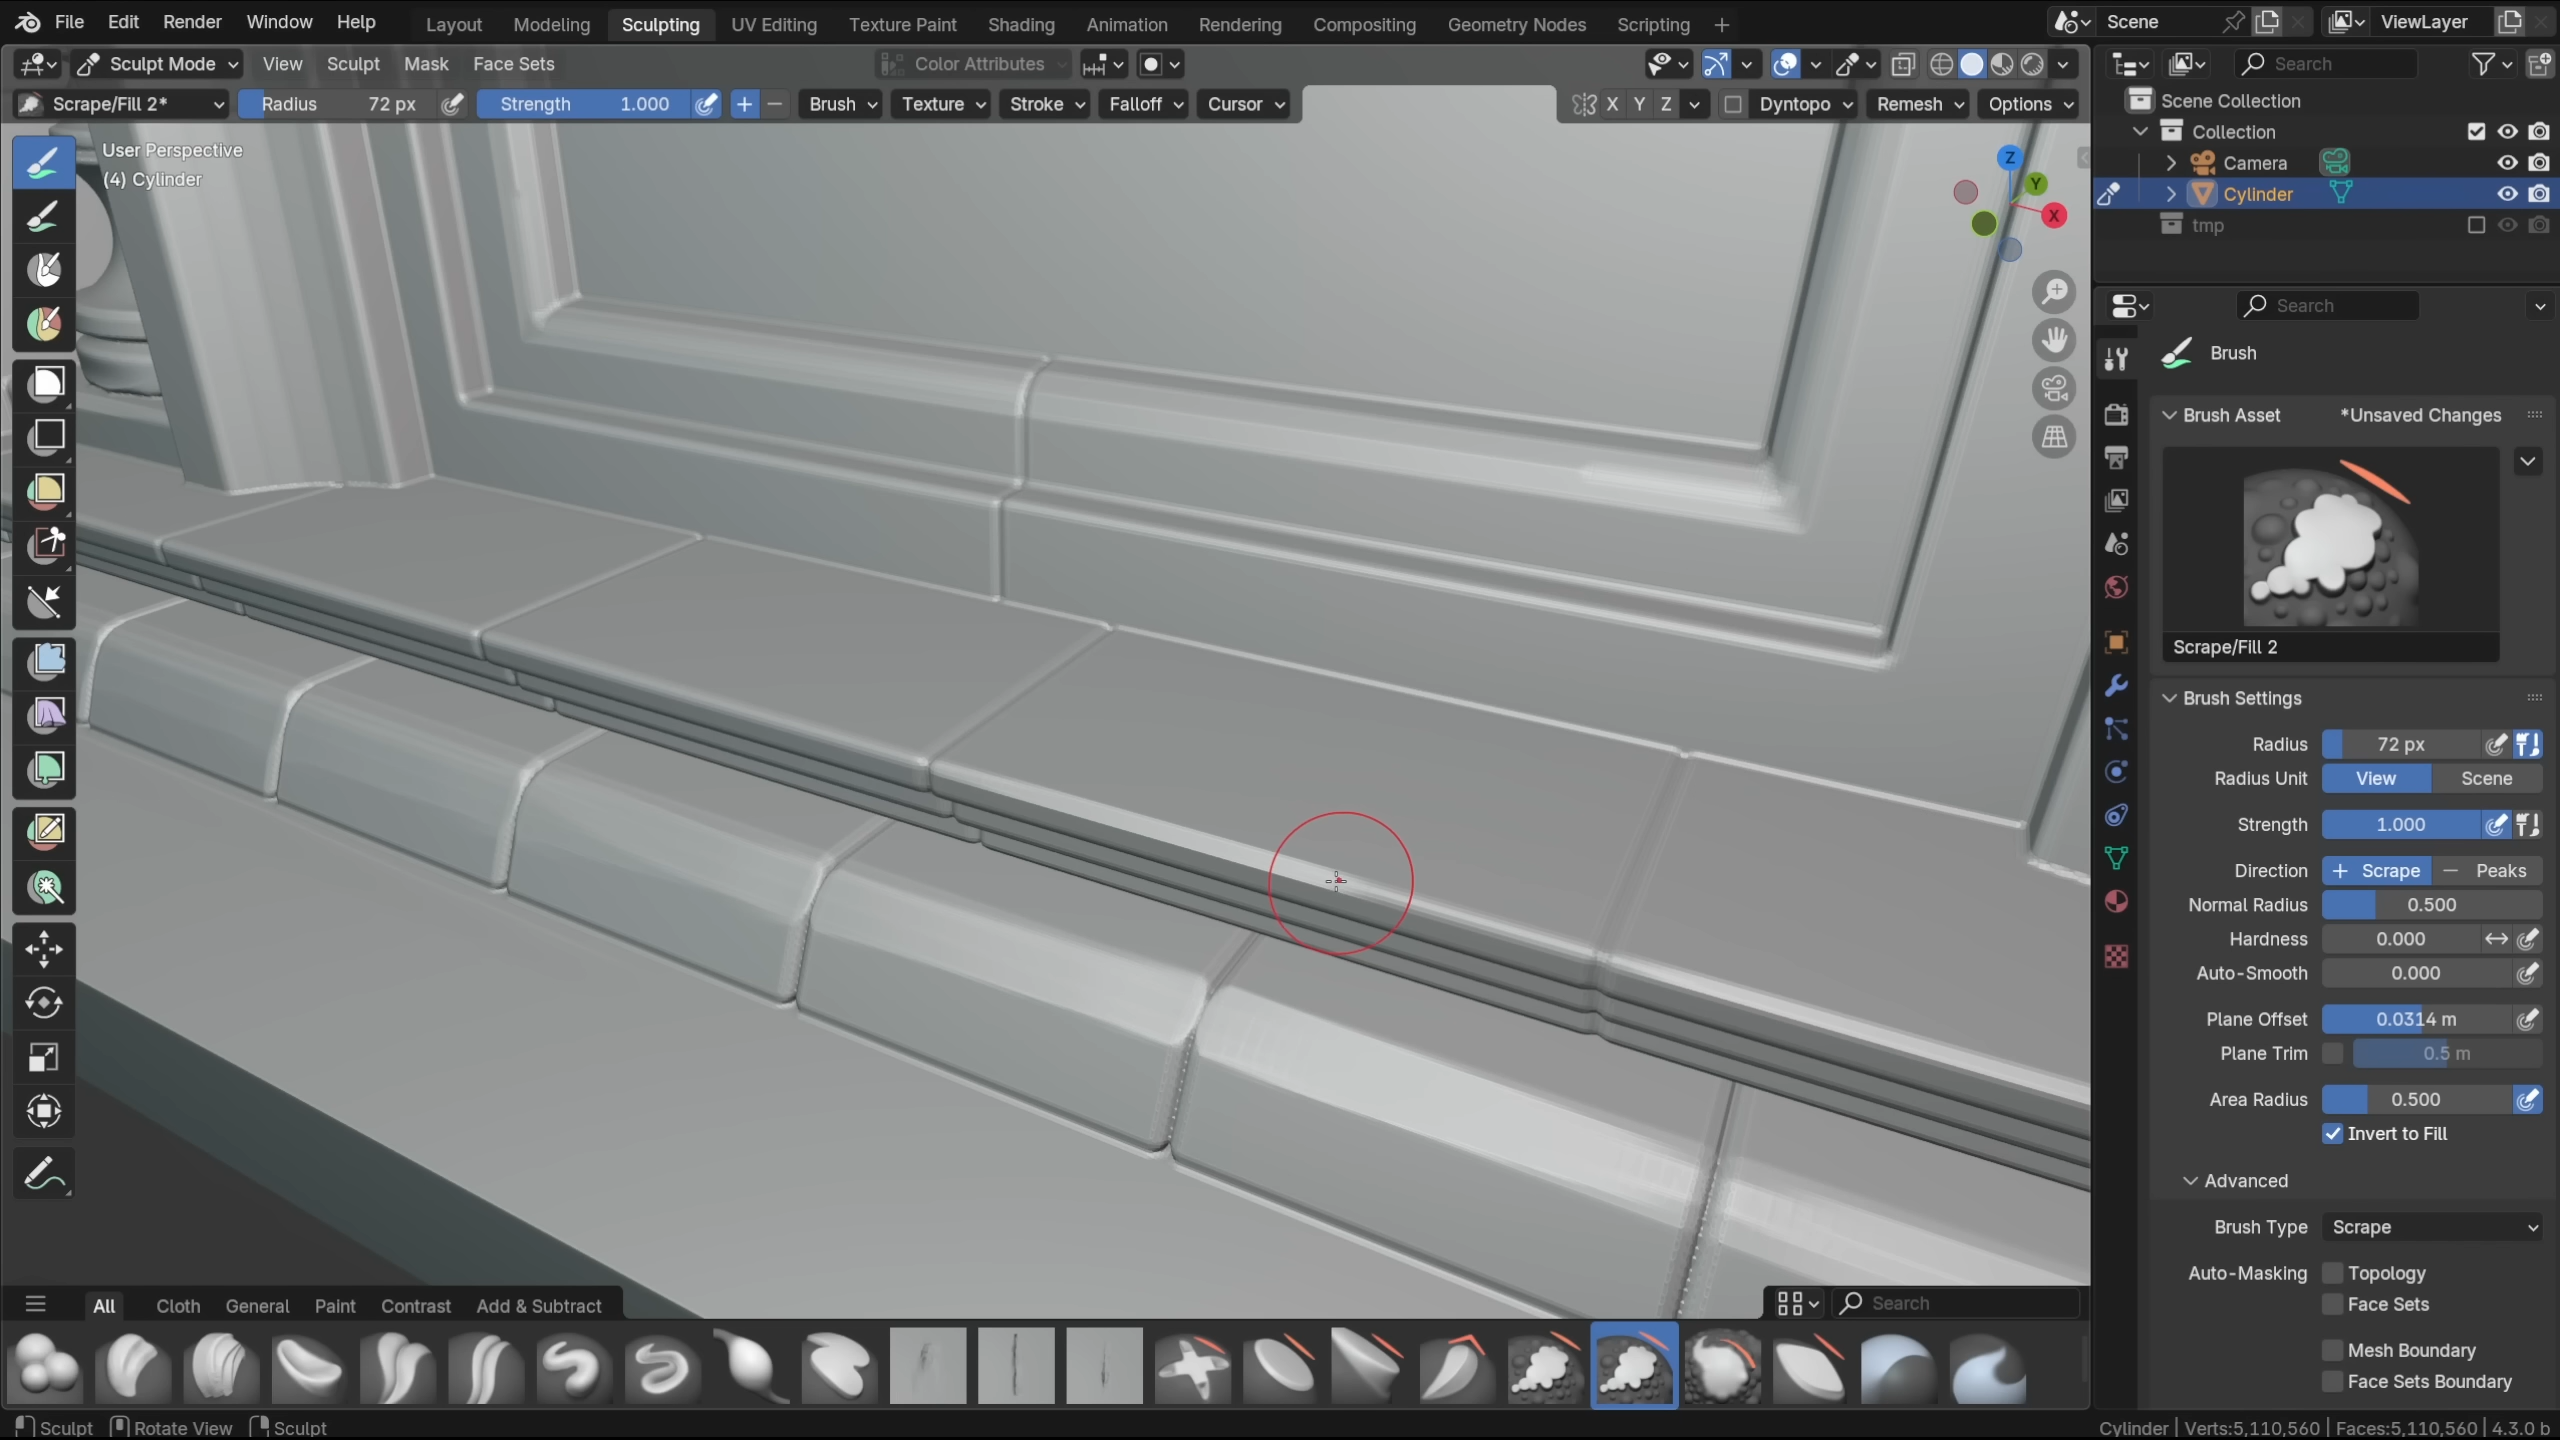 File Edit Render Window Help Layout Modeling Sculpting UV Editing Texture Paint Shading Animation Rendering Compositing Geometry Nodes Scripting + Scene ViewLayer
Sculpt Mode View Sculpt Mask Face Sets Color Attributes Search
Scrape/Fill 2* Radius 72 px Strength 1.000 + − Brush Texture Stroke Falloff Cursor X Y Z Dyntopo Remesh Options
User Perspective
(4) Cylinder
Z
Y
X
Scene Collection
Collection
Camera
Cylinder
tmp
Search
Brush
Brush Asset *Unsaved Changes
Scrape/Fill 2
Brush Settings
Radius 72 px
Radius Unit View Scene
Strength 1.000
Direction + Scrape − Peaks
Normal Radius 0.500
Hardness 0.000
Auto-Smooth 0.000
Plane Offset 0.0314 m
Plane Trim 0.5 m
Area Radius 0.500
Invert to Fill
Advanced
Brush Type Scrape
Auto-Masking Topology
Face Sets
Mesh Boundary
Face Sets Boundary
All Cloth General Paint Contrast Add & Subtract Search
Sculpt Rotate View Sculpt Cylinder | Verts:5,110,560 | Faces:5,110,560 | 4.3.0 b